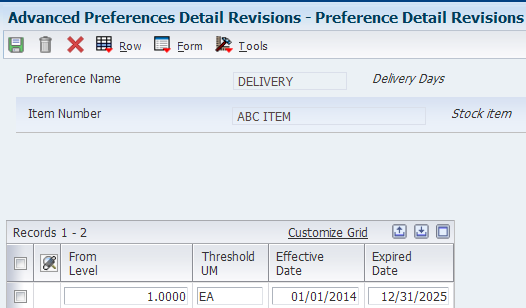 Advanced Preferences Detail Revisions - Preference Detail Revisions
Row Form Tools
Preference Name DELIVERY Delivery Days
Item Number ABC ITEM Stock item
Records 1 - 2 Customize Grid
From Level Threshold UM Effective Date Expired Date
1.0000 EA 01/01/2014 12/31/2025